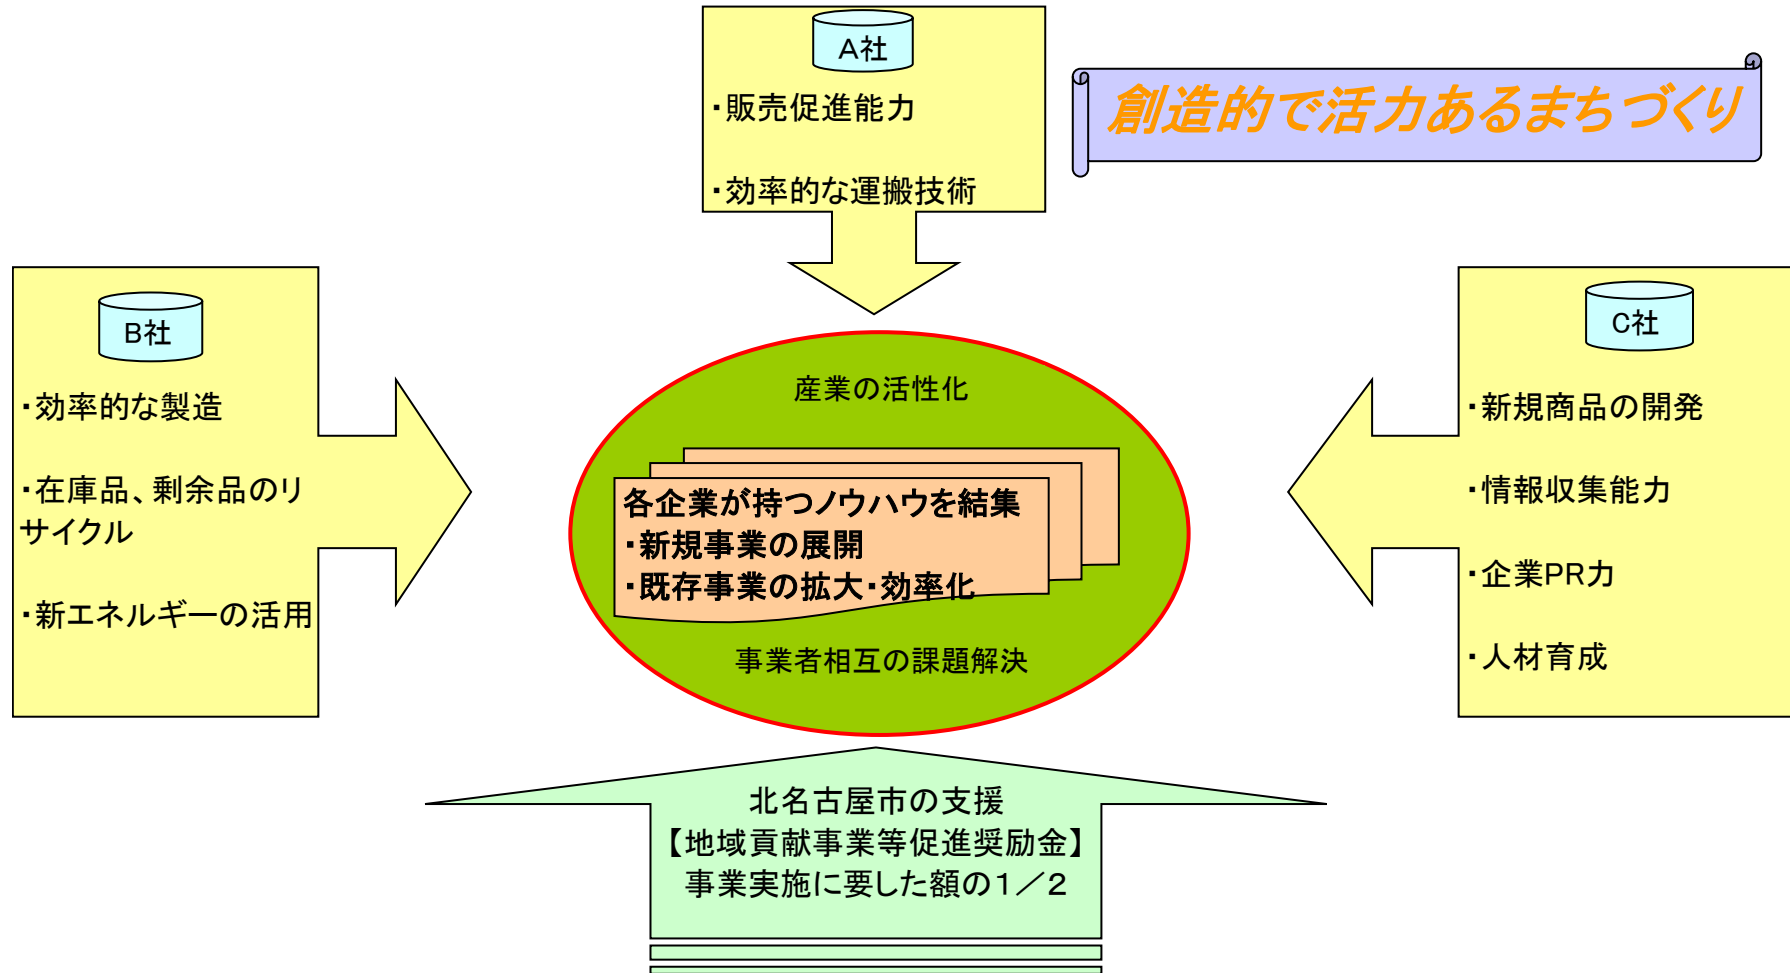 A社
・販売促進能力
・効率的な運搬技術
創造的で活力あるまちづくり
B社
・効率的な製造
・在庫品、剰余品のリ
サイクル
・新エネルギーの活用
産業の活性化
各企業が持つノウハウを結集
・新規事業の展開
・既存事業の拡大・効率化
事業者相互の課題解決
C社
・新規商品の開発
・情報収集能力
・企業PR力
・人材育成
北名古屋市の支援
【地域貢献事業等促進奨励金】
事業実施に要した額の１／２